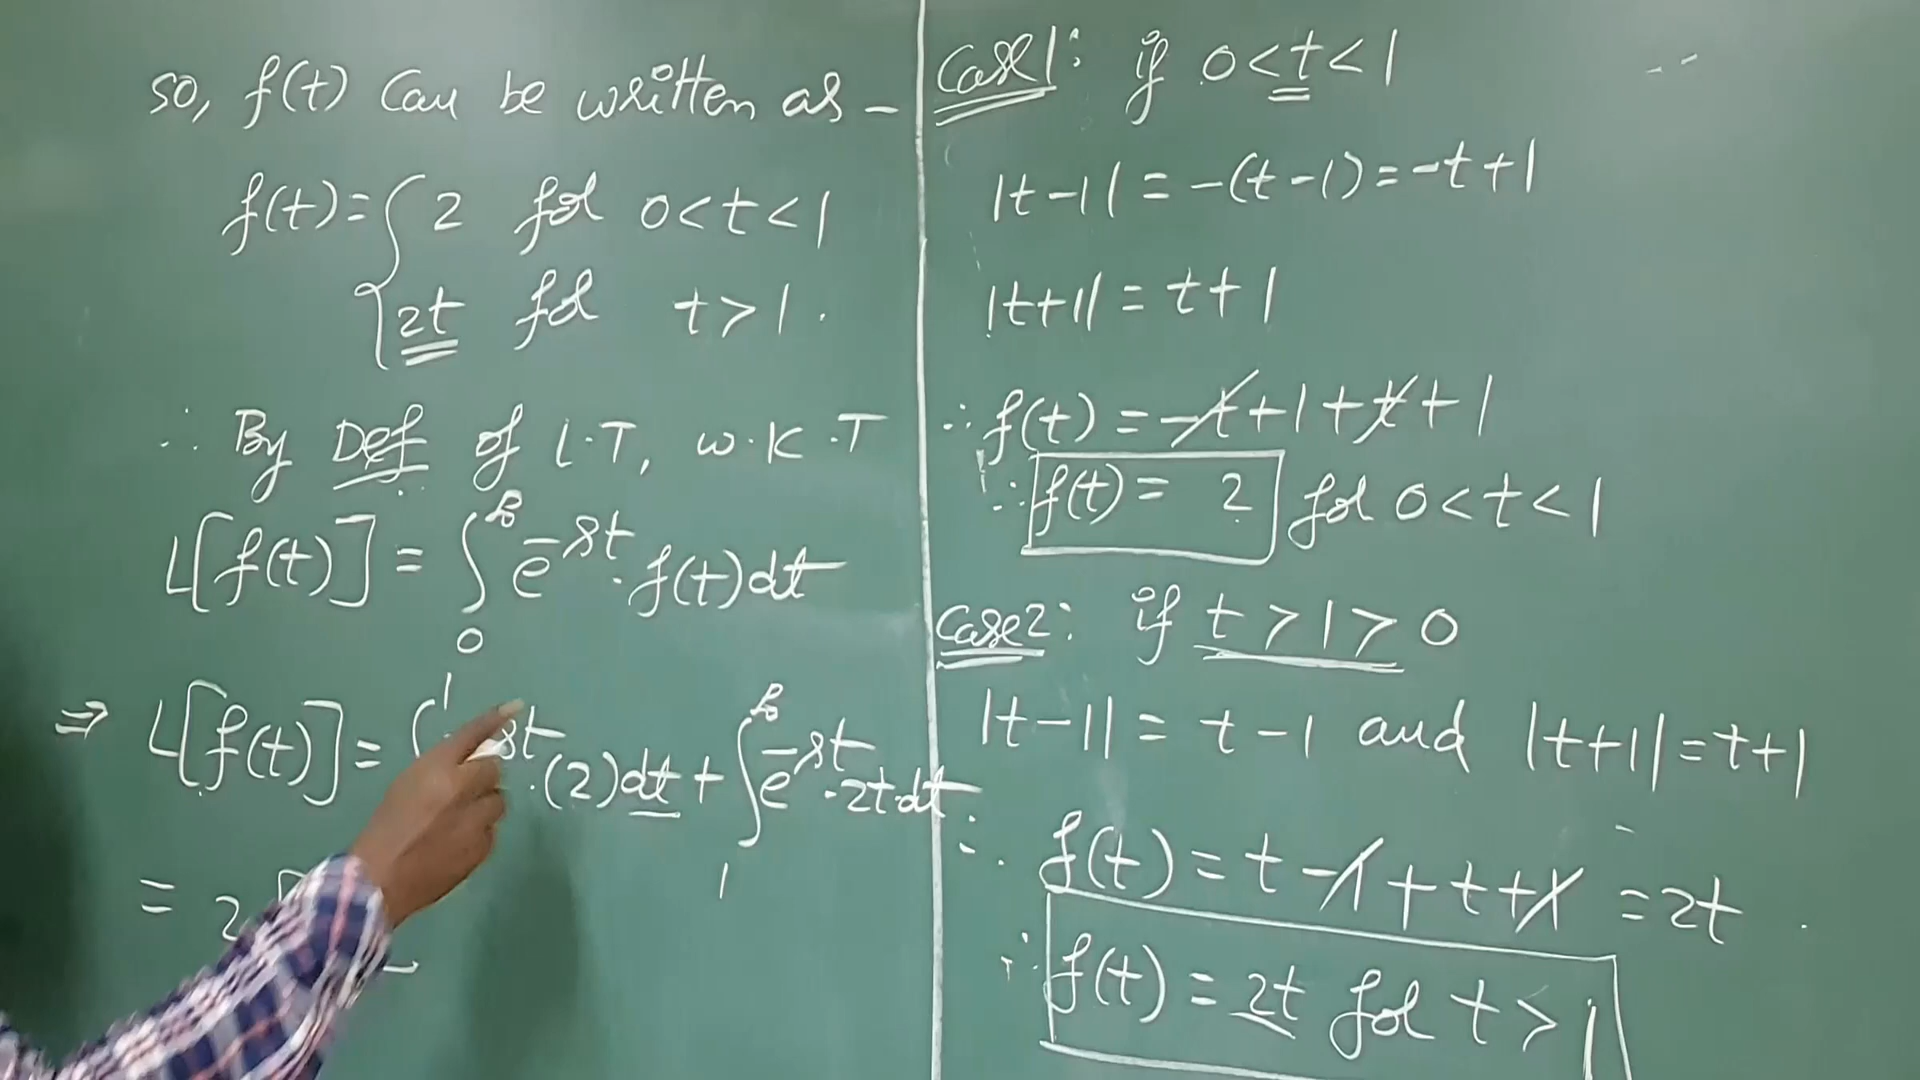 so, f(t) can be written as -
f(t) = { 2 for 0 < t < 1
2t for t > 1 .
∴ By Def of L.T, w.K.T
L[f(t)] = ∫₀^∞ e^-st . f(t) dt
⇒ L[f(t)] = ∫^1 st . (2) dt + ∫₁^∞ e^-st . 2t . dt
= 2
Case 1: if 0 < t < 1
|t-1| = -(t-1) = -t+1
|t+1| = t+1
∴ f(t) = -t+1+t+1
∴ f(t) = 2 for 0 < t < 1
Case 2: if t > 1 > 0
|t-1| = t-1 and |t+1| = t+1
∴ f(t) = t-1+t+1 = 2t .
∴ f(t) = 2t for t > 1